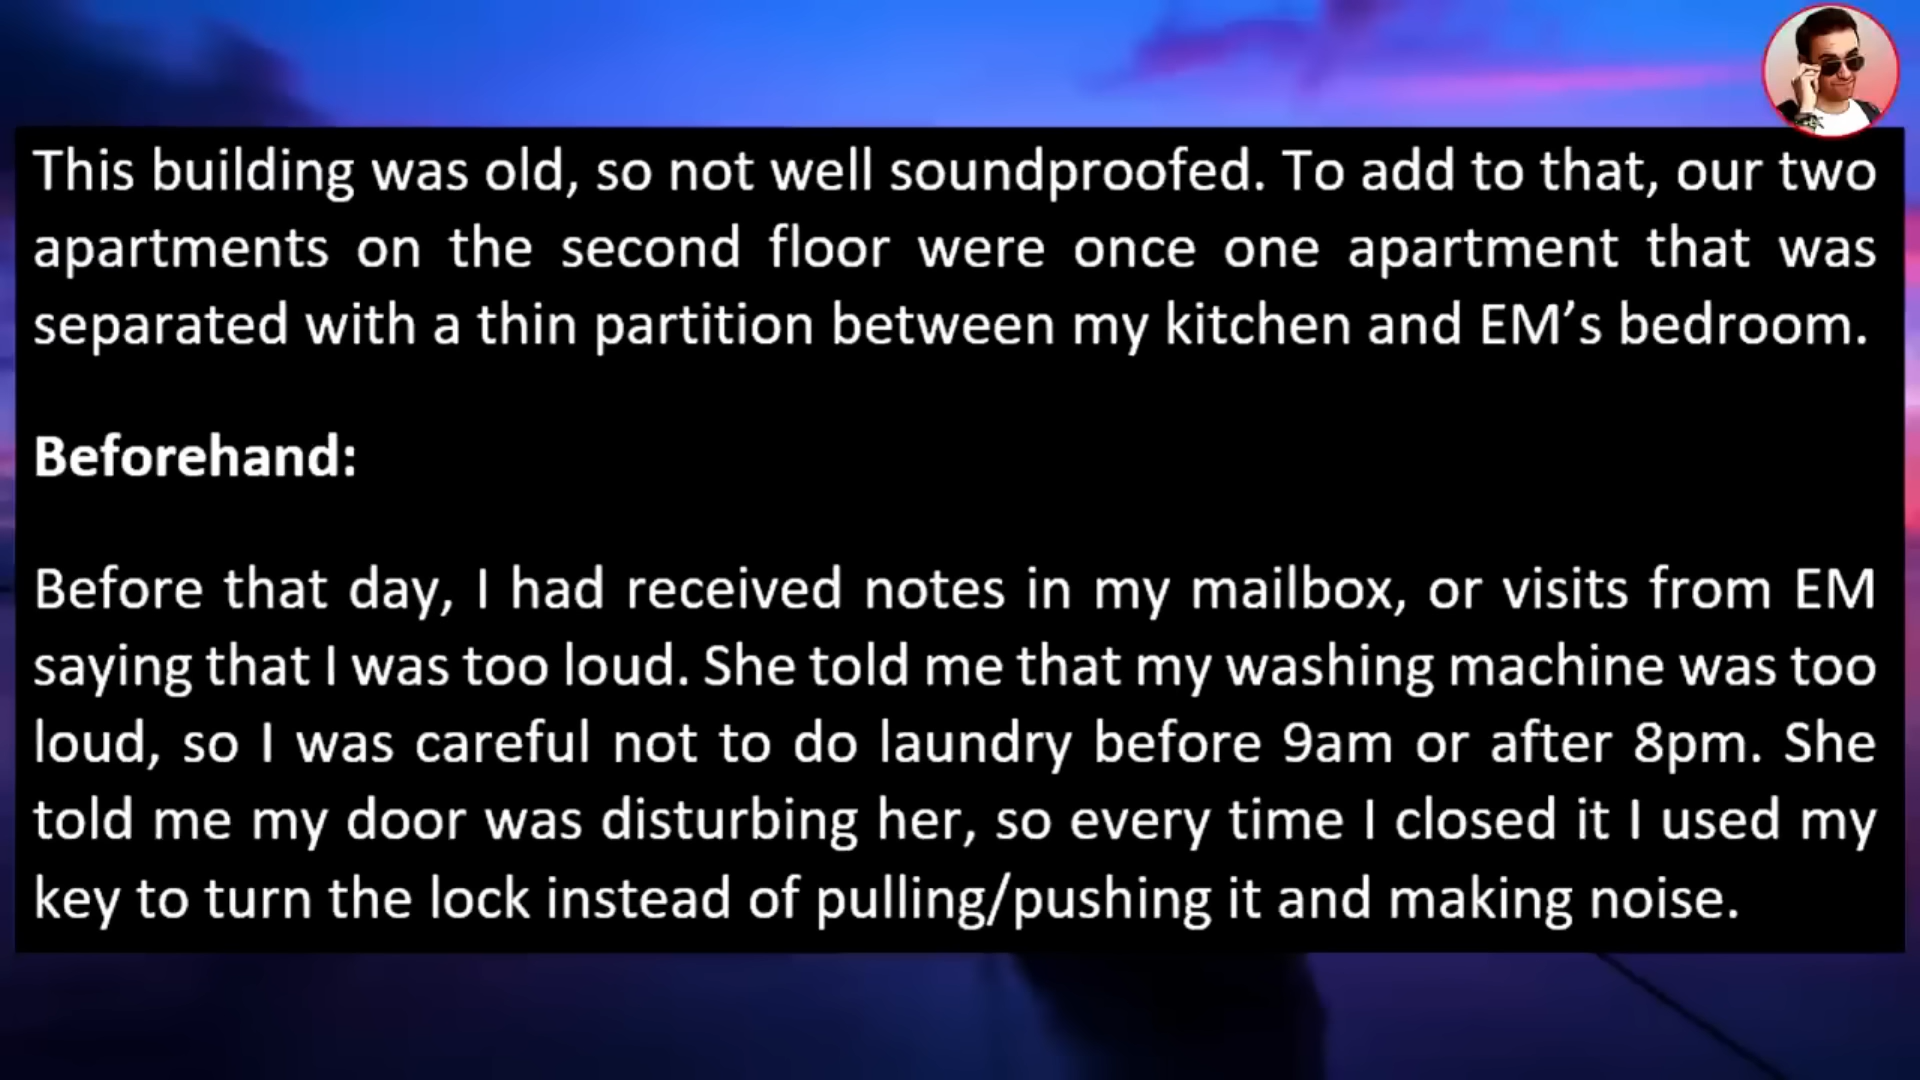 This building was old, so not well soundproofed. To add to that, our two
apartments on the second floor were once one apartment that was
separated with a thin partition between my kitchen and EM’s bedroom.
Beforehand:
Before that day, I had received notes in my mailbox, or visits from EM
saying that I was too loud. She told me that my washing machine was too
loud, so I was careful not to do laundry before 9am or after 8pm. She
told me my door was disturbing her, so every time I closed it I used my
key to turn the lock instead of pulling/pushing it and making noise.